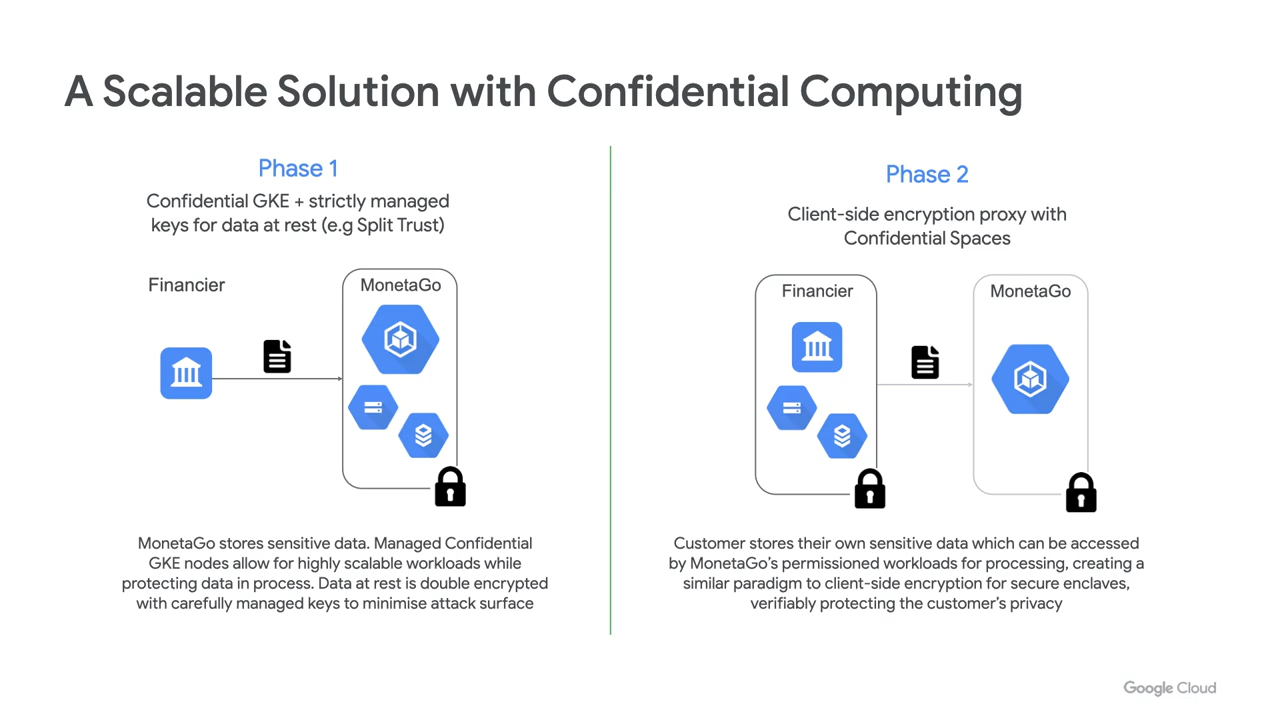 A Scalable Solution with Confidential Computing
Phase 1
Confidential GKE + strictly managed
keys for data at rest (e.g Split Trust)
Financier
MonetaGo
MonetaGo stores sensitive data. Managed Confidential
GKE nodes allow for highly scalable workloads while
protecting data in process. Data at rest is double encrypted
with carefully managed keys to minimise attack surface
Phase 2
Client-side encryption proxy with
Confidential Spaces
Financier
MonetaGo
Customer stores their own sensitive data which can be accessed
by MonetaGo's permissioned workloads for processing, creating a
similar paradigm to client-side encryption for secure enclaves,
verifiably protecting the customer's privacy
Google Cloud